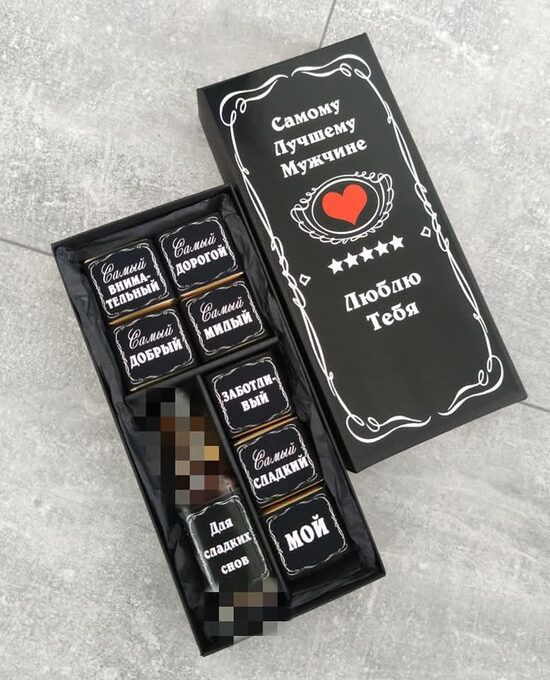 Самому
Лучшему
Мужчине
Люблю
Тебя
Самый
ВНИМА-
ТЕЛЬНЫЙ
Самый
ДОРОГОЙ
Самый
ДОБРЫЙ
Самый
МИЛЫЙ
ЗАБОТЛИ-
ВЫЙ
Самый
СЛАДКИЙ
МОЙ
Для
сладких
снов